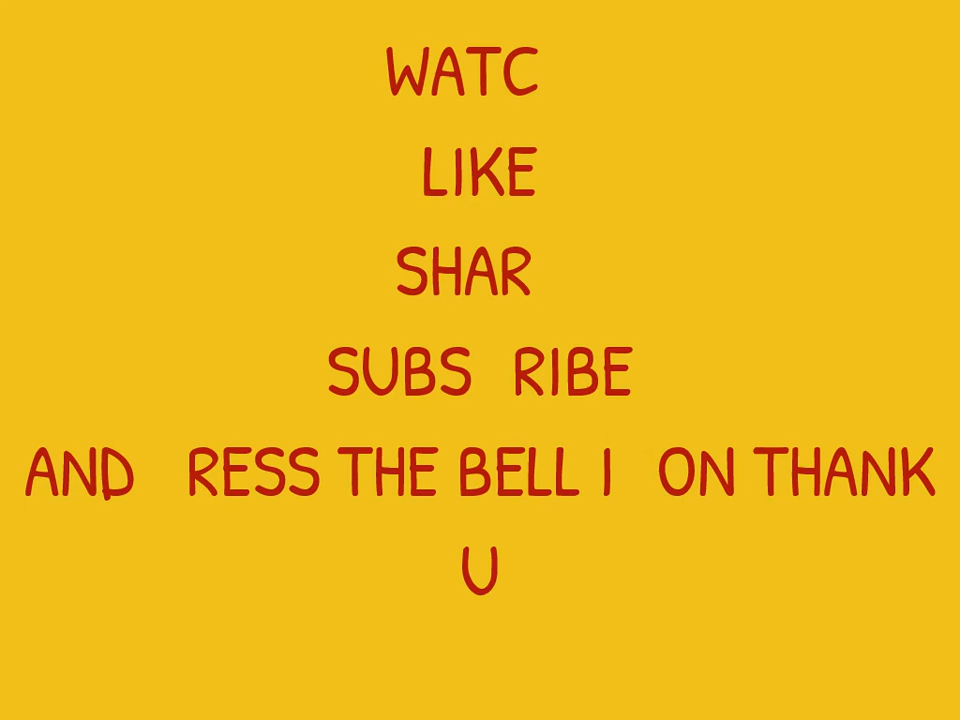 WATC
LIKE
SHAR
SUBS RIBE
AND RESS THE BELL I ON THANK
U